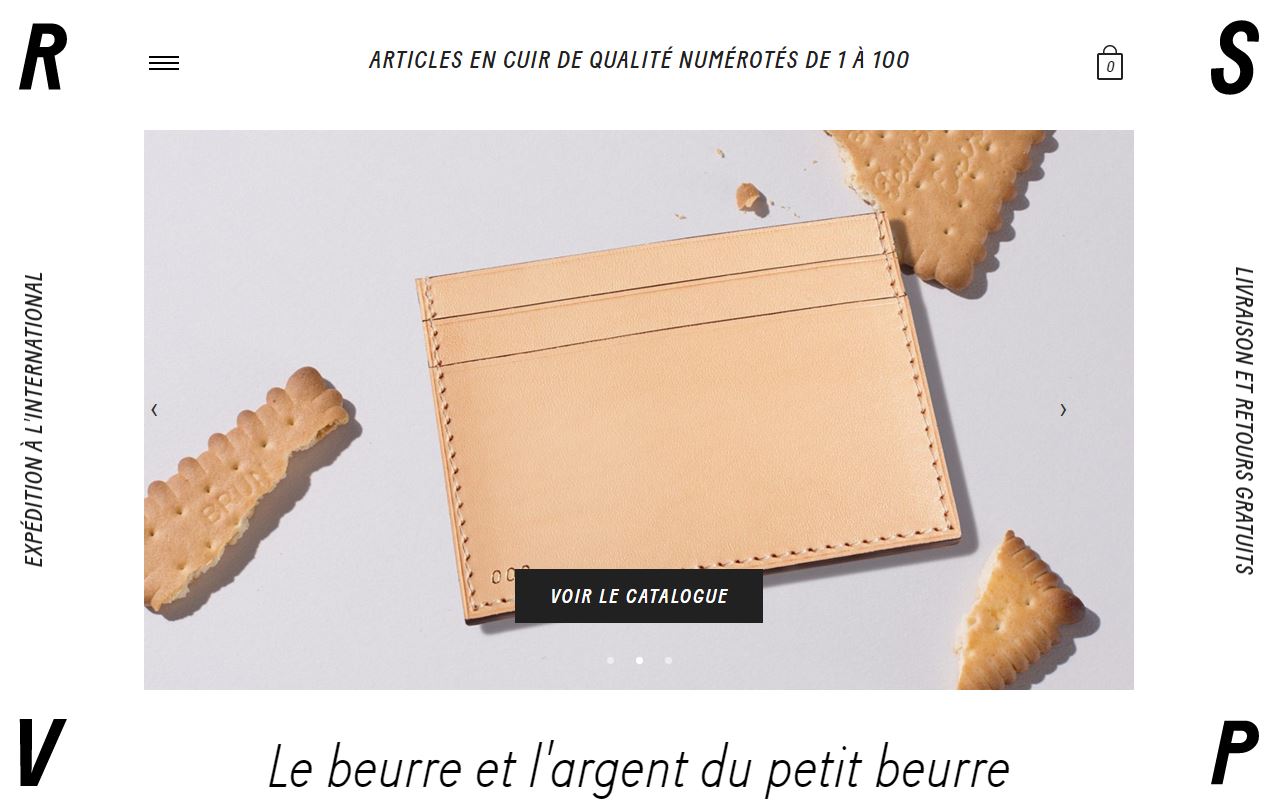 R
S
ARTICLES EN CUIR DE QUALITÉ NUMÉROTÉS DE 1 À 100
0
EXPÉDITION À L'INTERNATIONAL
LIVRAISON ET RETOURS GRATUITS
BRUN
VOIR LE CATALOGUE
V
P
Le beurre et l'argent du petit beurre